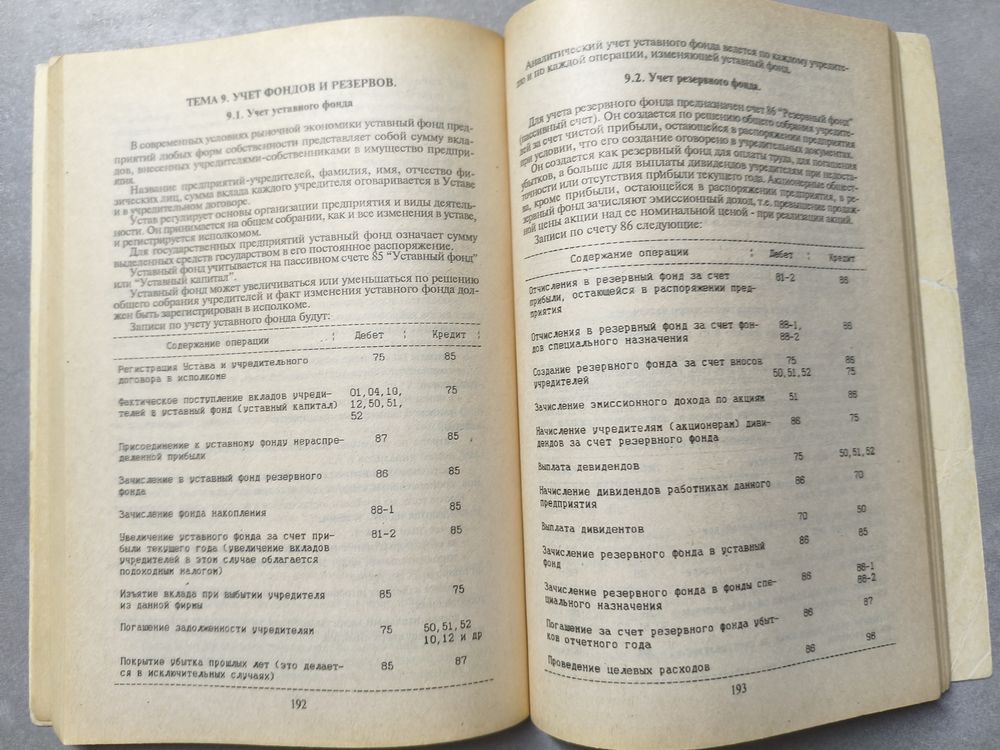 ТЕМА 9. УЧЕТ ФОНДОВ И РЕЗЕРВОВ.
9.1. Учет уставного фонда
В современных условиях рыночной экономики уставный фонд пред-
приятий любых форм собственности представляет собой сумму вкла-
дов, внесенных учредителями-собственниками в имущество предпри-
ятия.
Название предприятий-учредителей, фамилия, имя, отчество фи-
зических лиц, сумма вклада каждого учредителя оговаривается в Уставе
и в учредительном договоре.
Устав регулирует основы организации предприятия и виды деятель-
ности. Он принимается на общем собрании, как и все изменения в уставе,
и регистрируется исполкомом.
Для государственных предприятий уставный фонд означает сумму
выделенных средств государством в его постоянное распоряжение.
Уставный фонд учитывается на пассивном счете 85 "Уставный фонд"
или "Уставный капитал".
Уставный фонд может увеличиваться или уменьшаться по решению
общего собрания учредителей и факт изменения уставного фонда дол-
жен быть зарегистрирован в исполкоме.
Записи по учету уставного фонда будут:
Содержание операции ¦ Дебет ¦ Кредит ¦
Регистрация Устава и учредительного 75 85
договора в исполкоме
Фактическое поступление вкладов учреди- 01,04,10, 75
телей в уставный фонд (уставный капитал) 12,50,51,
52
Присоединение к уставному фонду нераспре- 87 85
деленной прибыли
Зачисление в уставный фонд резервного 86 85
фонда
Зачисление фонда накопления 88-1 85
Увеличение уставного фонда за счет при- 81-2 85
были текущего года (увеличение вкладов
учредителей в этом случае облагается
подоходным налогом)
Изъятие вклада при выбытии учредителя 85 75
из данной фирмы
Погашение задолженности учредителям 75 50,51,52
10,12 и др
Покрытие убытка прошлых лет (это делает- 85 87
ся в исключительных случаях)
192
Аналитический учет уставного фонда ведется по каждому учредите-
лю и по каждой операции, изменяющей уставный фонд.
9.2. Учет резервного фонда.
Для учета резервного фонда предназначен счет 86 "Резервный фонд"
(пассивный счет). Он создается по решению общего собрания учредите-
лей за счет чистой прибыли, остающейся в распоряжении предприятия
при условии, что его создание оговорено в учредительных документах.
Он создается как резервный фонд для оплаты труда, для погашения
убытков, а больше для выплаты дивидендов учредителям при недоста-
точности или отсутствия прибыли текущего года. Акционерные общест-
ва, кроме прибыли, остающейся в распоряжении предприятия, в ре-
зервный фонд зачисляют эмиссионный доход, т.е. превышение продаж-
ной цены акций над ее номинальной ценой - при реализации акций.
Записи по счету 86 следующие:
Содержание операции ¦ Дебет ¦ Кредит
Отчисления в резервный фонд за счет 81-2 86
прибыли, остающейся в распоряжении пред-
приятия
Отчисления в резервный фонд за счет фон- 88-1, 86
дов специального назначения 88-2
Создание резервного фонда за счет вносов 75 86
учредителей 50,51,52 75
Зачисление эмиссионного дохода по акциям 51 86
Начисление учредителям (акционерам) диви- 86 75
дендов за счет резервного фонда
Выплата девидендов 75 50,51,52
Начисление дивидендов работникам данного 86 70
предприятия
Выплата дивидентов 70 50
Зачисление резервного фонда в уставный 86 85
фонд
Зачисление резервного фонда в фонды спе- 86 88-1
циального назначения 88-2
Погашение за счет резервного фонда убыт- 86 87
ков отчетного года
Проведение целевых расходов 86 96
193